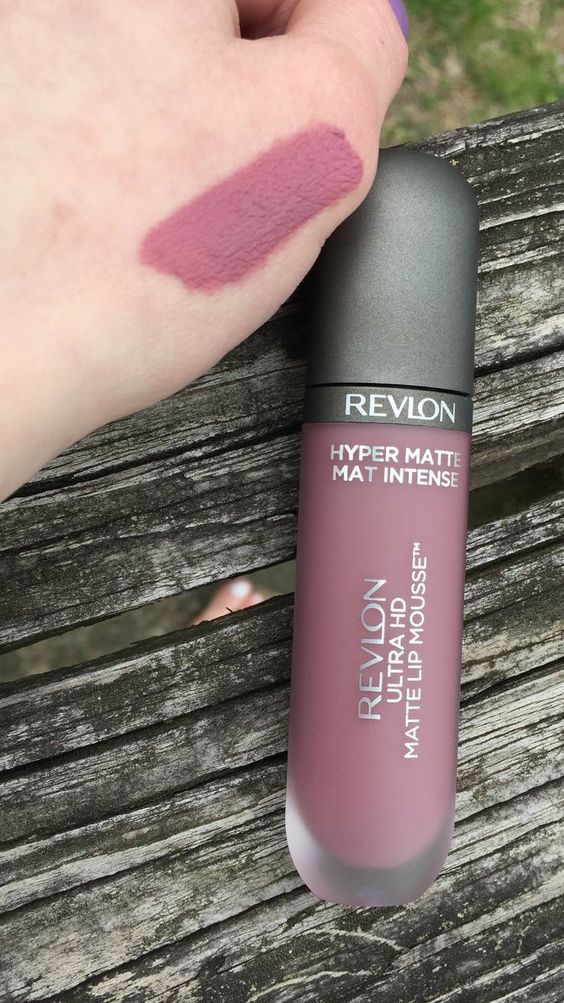 REVLON
HYPER MATTE
MAT INTENSE
REVLON
ULTRA HD
MATTE LIP MOUSSE™